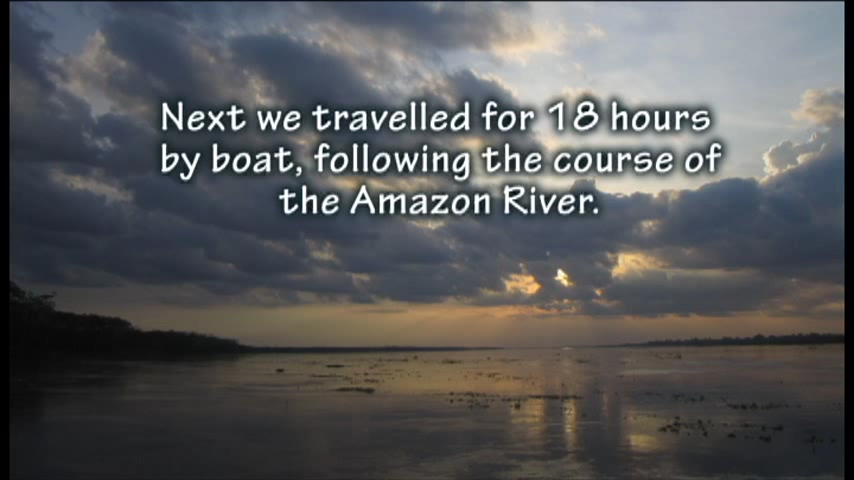 Next we travelled for 18 hours
by boat, following the course of
the Amazon River.